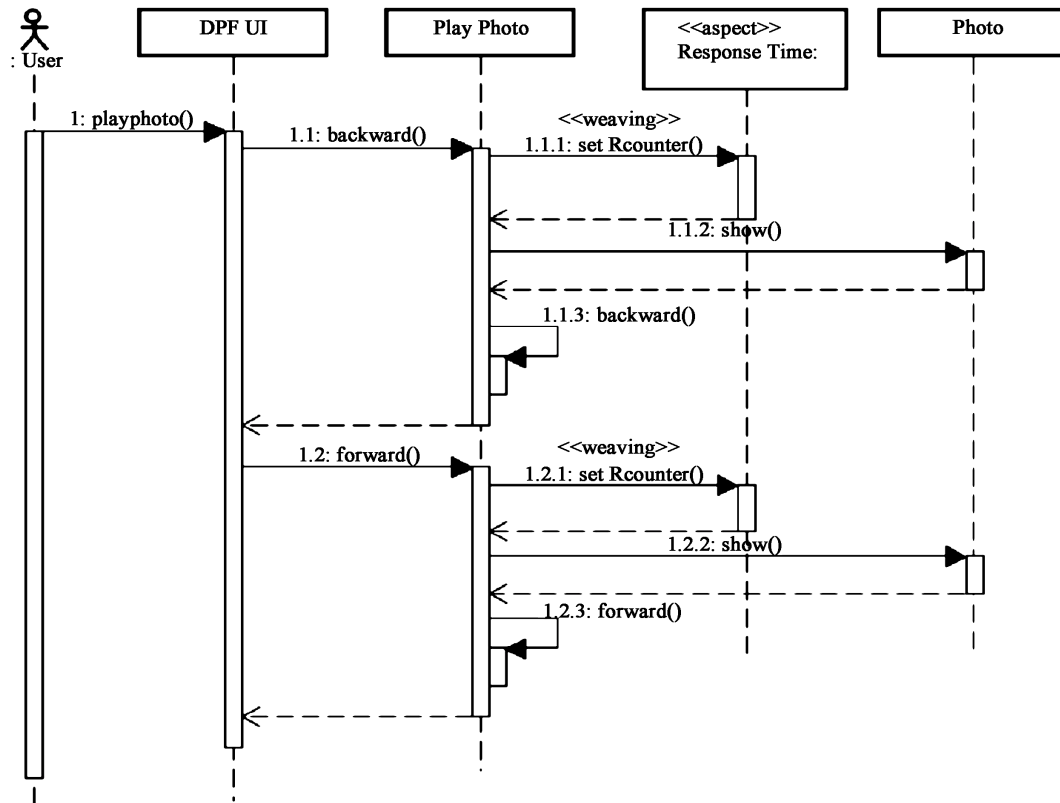 : User
DPF UI
Play Photo
<<aspect>>
Response Time:
Photo
1: playphoto()
1.1: backward()
<<weaving>>
1.1.1: set Rcounter()
1.1.2: show()
1.1.3: backward()
1.2: forward()
<<weaving>>
1.2.1: set Rcounter()
1.2.2: show()
1.2.3: forward()